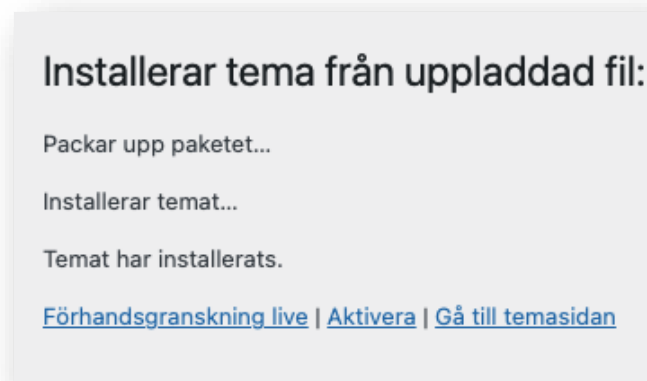 Installerar tema från uppladdad fil:
Packar upp paketet...
Installerar temat...
Temat har installerats.
Förhandsgranskning live | Aktivera | Gå till temasidan